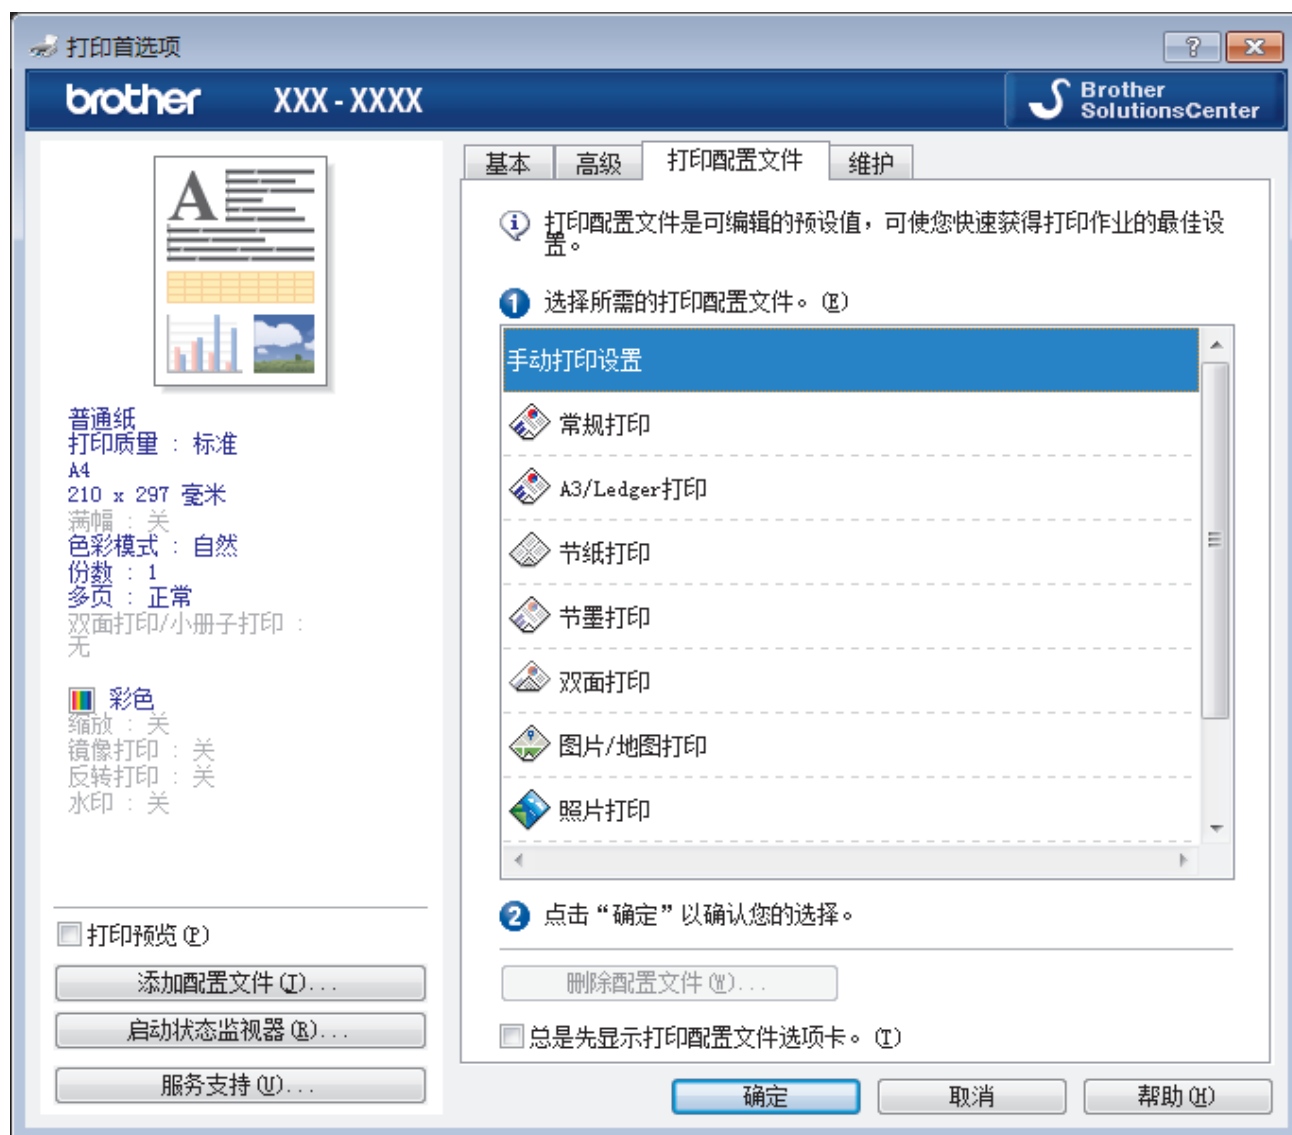 打印首选项
brother XXX-XXXX
Brother
SolutionsCenter
A
普通纸
打印质量 : 标准
A4
210 x 297 毫米
满幅 : 关
色彩模式 : 自然
份数 : 1
多页 : 正常
双面打印/小册子打印 :
无
彩色
缩放 : 关
镜像打印 : 关
反转打印 : 关
水印 : 关
打印预览(P)
添加配置文件(J)...
启动状态监视器(R)...
服务支持(U)...
基本 高级 打印配置文件 维护
打印配置文件是可编辑的预设值，可使您快速获得打印作业的最佳设
置。
1 选择所需的打印配置文件。(E)
手动打印设置
常规打印
A3/Ledger打印
节纸打印
节墨打印
双面打印
图片/地图打印
照片打印
2 点击“确定”以确认您的选择。
删除配置文件(W)...
总是先显示打印配置文件选项卡。(T)
确定 取消 帮助(H)